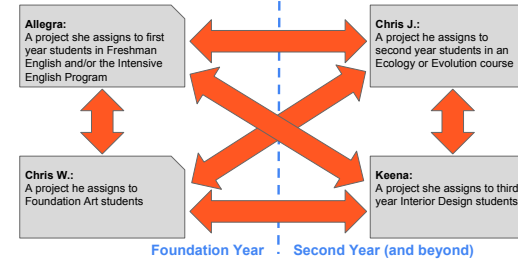 Allegra:
A project she assigns to first
year students in Freshman
English and/or the Intensive
English Program
Chris J.:
A project he assigns to
second year students in an
Ecology or Evolution course
Chris W.:
A project he assigns to
Foundation Art students
Keena:
A project she assigns to third
year Interior Design students
Foundation Year
Second Year (and beyond)